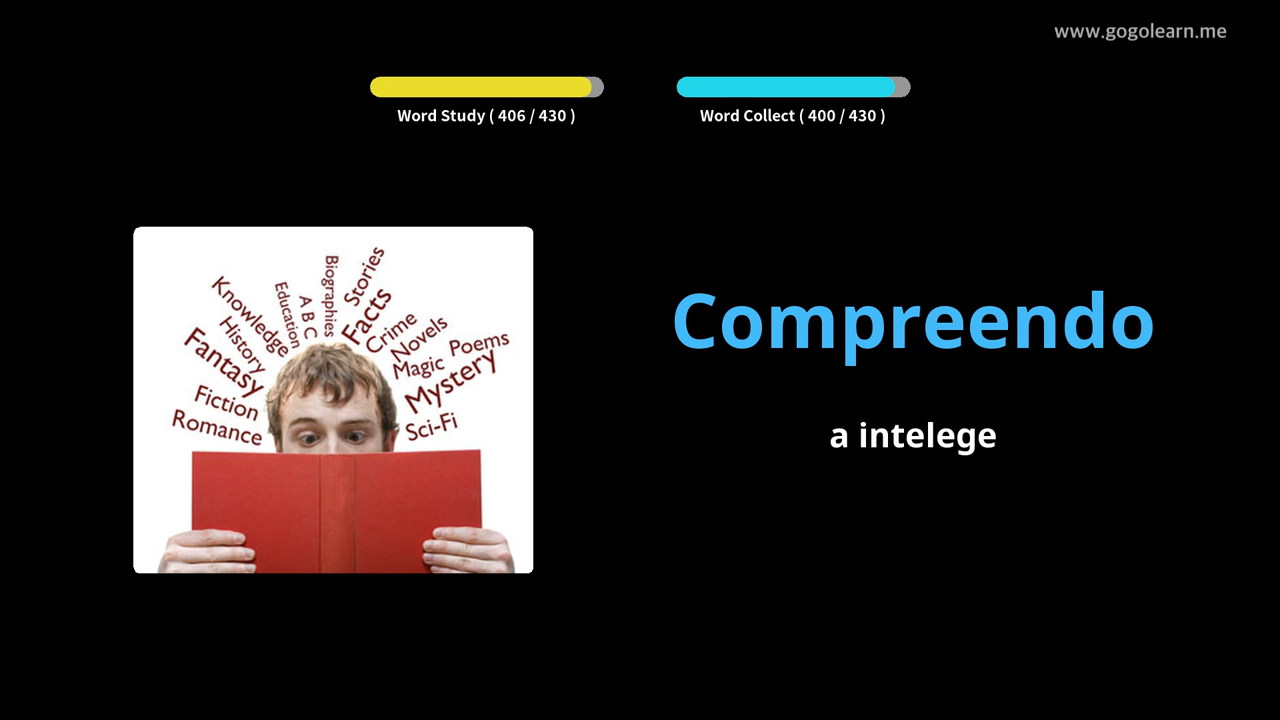 www.gogolearn.me
Word Study ( 406 / 430 )
Word Collect ( 400 / 430 )
Knowledge
Education
A B C
Biographies
Stories
Facts
Crime
Novels
Poems
Magic
Mystery
Sci-Fi
History
Fantasy
Fiction
Romance
Compreendo
a intelege